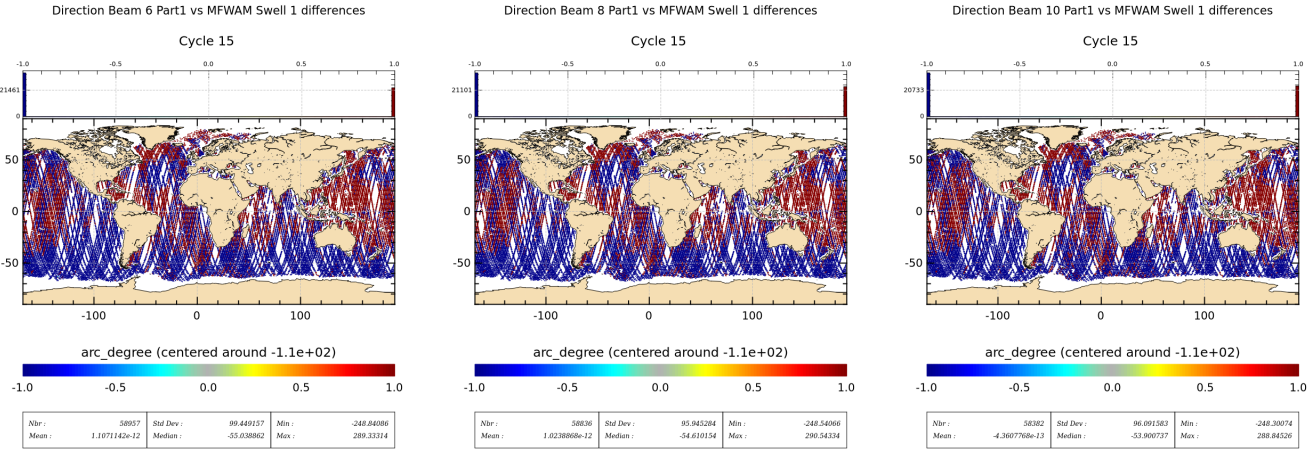 Direction Beam 6 Part1 vs MFWAM Swell 1 differences
Cycle 15
-1.0 -0.5 0.0 0.5 1.0
21461
0
50
0
-50
-100 0 100
arc_degree (centered around -1.1e+02)
-1.0 -0.5 0.0 0.5 1.0
Nbr : 58957 Std Dev : 99.449157 Min : -248.84086
Mean : 1.1071142e-12 Median : -55.038862 Max : 289.33314
Direction Beam 8 Part1 vs MFWAM Swell 1 differences
Cycle 15
-1.0 -0.5 0.0 0.5 1.0
21101
0
50
0
-50
-100 0 100
arc_degree (centered around -1.1e+02)
-1.0 -0.5 0.0 0.5 1.0
Nbr : 58836 Std Dev : 95.945284 Min : -248.54066
Mean : 1.0238868e-12 Median : -54.610154 Max : 290.54334
Direction Beam 10 Part1 vs MFWAM Swell 1 differences
Cycle 15
-1.0 -0.5 0.0 0.5 1.0
20733
0
50
0
-50
-100 0 100
arc_degree (centered around -1.1e+02)
-1.0 -0.5 0.0 0.5 1.0
Nbr : 58382 Std Dev : 96.091583 Min : -248.30074
Mean : -4.3607768e-13 Median : -53.900737 Max : 288.84526